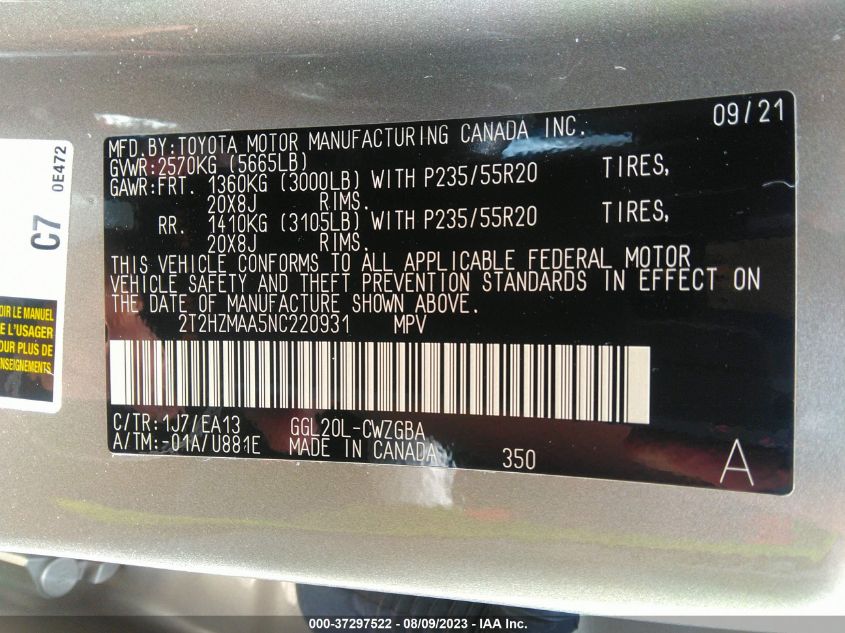 09/21
MFD.BY:TOYOTA MOTOR MANUFACTURING CANADA INC.
GVWR:2570KG (5665LB)
GAWR:FRT. 1360KG (3000LB) WITH P235/55R20 TIRES,
20X8J RIMS.
RR. 1410KG (3105LB) WITH P235/55R20 TIRES,
20X8J RIMS.
THIS VEHICLE CONFORMS TO ALL APPLICABLE FEDERAL MOTOR
VEHICLE SAFETY AND THEFT PREVENTION STANDARDS IN EFFECT ON
THE DATE OF MANUFACTURE SHOWN ABOVE.
2T2HZMAA5NC220931 MPV
C/TR:1J7/EA13 GGL20L-CWZGBA
A/TM:-01A/U881E MADE IN CANADA 350
A
C7
0E472
OIR LE MANUEL
E L'USAGER
OUR PLUS DE
NSEIGNEMENTS
000-37297522 - 08/09/2023 - IAA Inc.